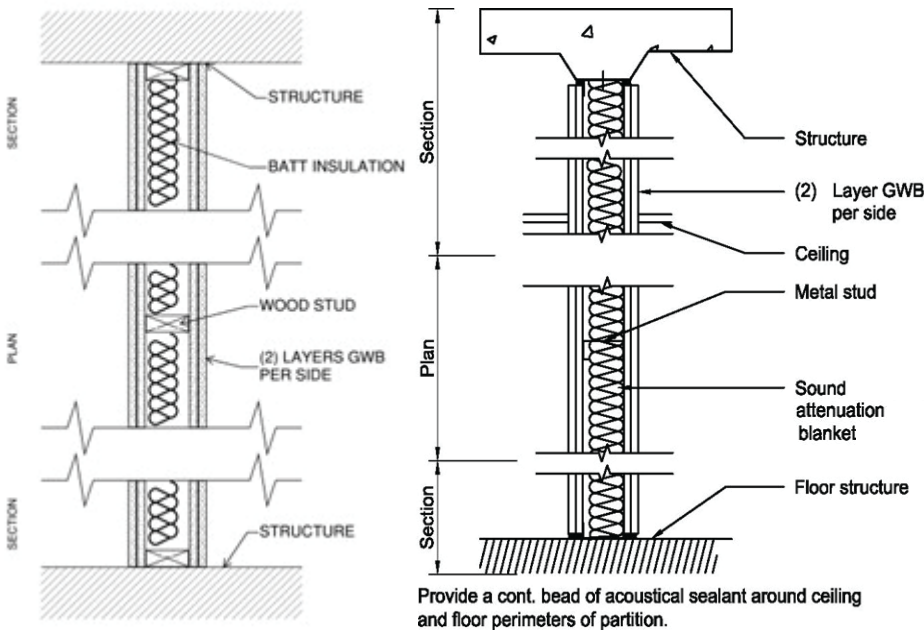 SECTION
STRUCTURE
BATT INSULATION
PLAN
WOOD STUD
(2) LAYERS GWB
PER SIDE
SECTION
STRUCTURE
Section
Structure
(2) Layer GWB
per side
Ceiling
Plan
Metal stud
Sound
attenuation
blanket
Section
Floor structure
Provide a cont. bead of acoustical sealant around ceiling
and floor perimeters of partition.